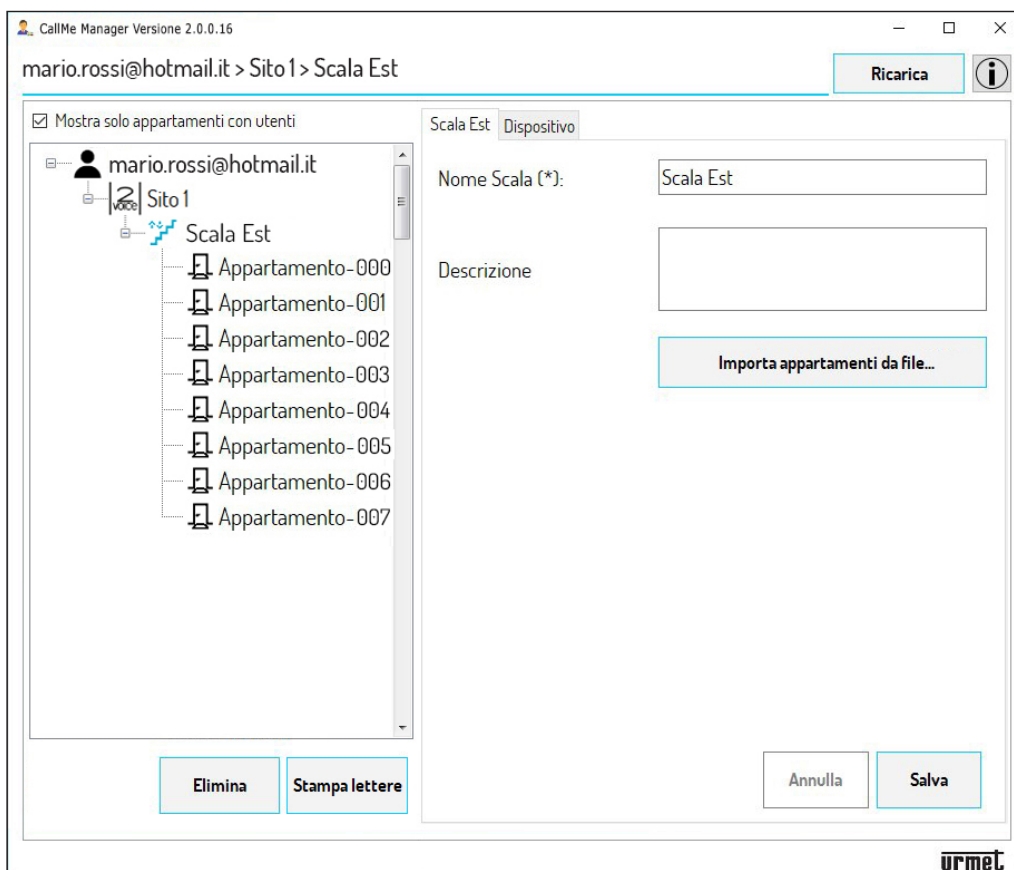 CallMe Manager Versione 2.0.0.16
mario.rossi@hotmail.it > Sito 1 > Scala Est
Ricarica
Mostra solo appartamenti con utenti
mario.rossi@hotmail.it
2 voice Sito 1
Scala Est
Appartamento-000
Appartamento-001
Appartamento-002
Appartamento-003
Appartamento-004
Appartamento-005
Appartamento-006
Appartamento-007
Elimina
Stampa lettere
Scala Est
Dispositivo
Nome Scala (*):
Scala Est
Descrizione
Importa appartamenti da file...
Annulla
Salva
urmet